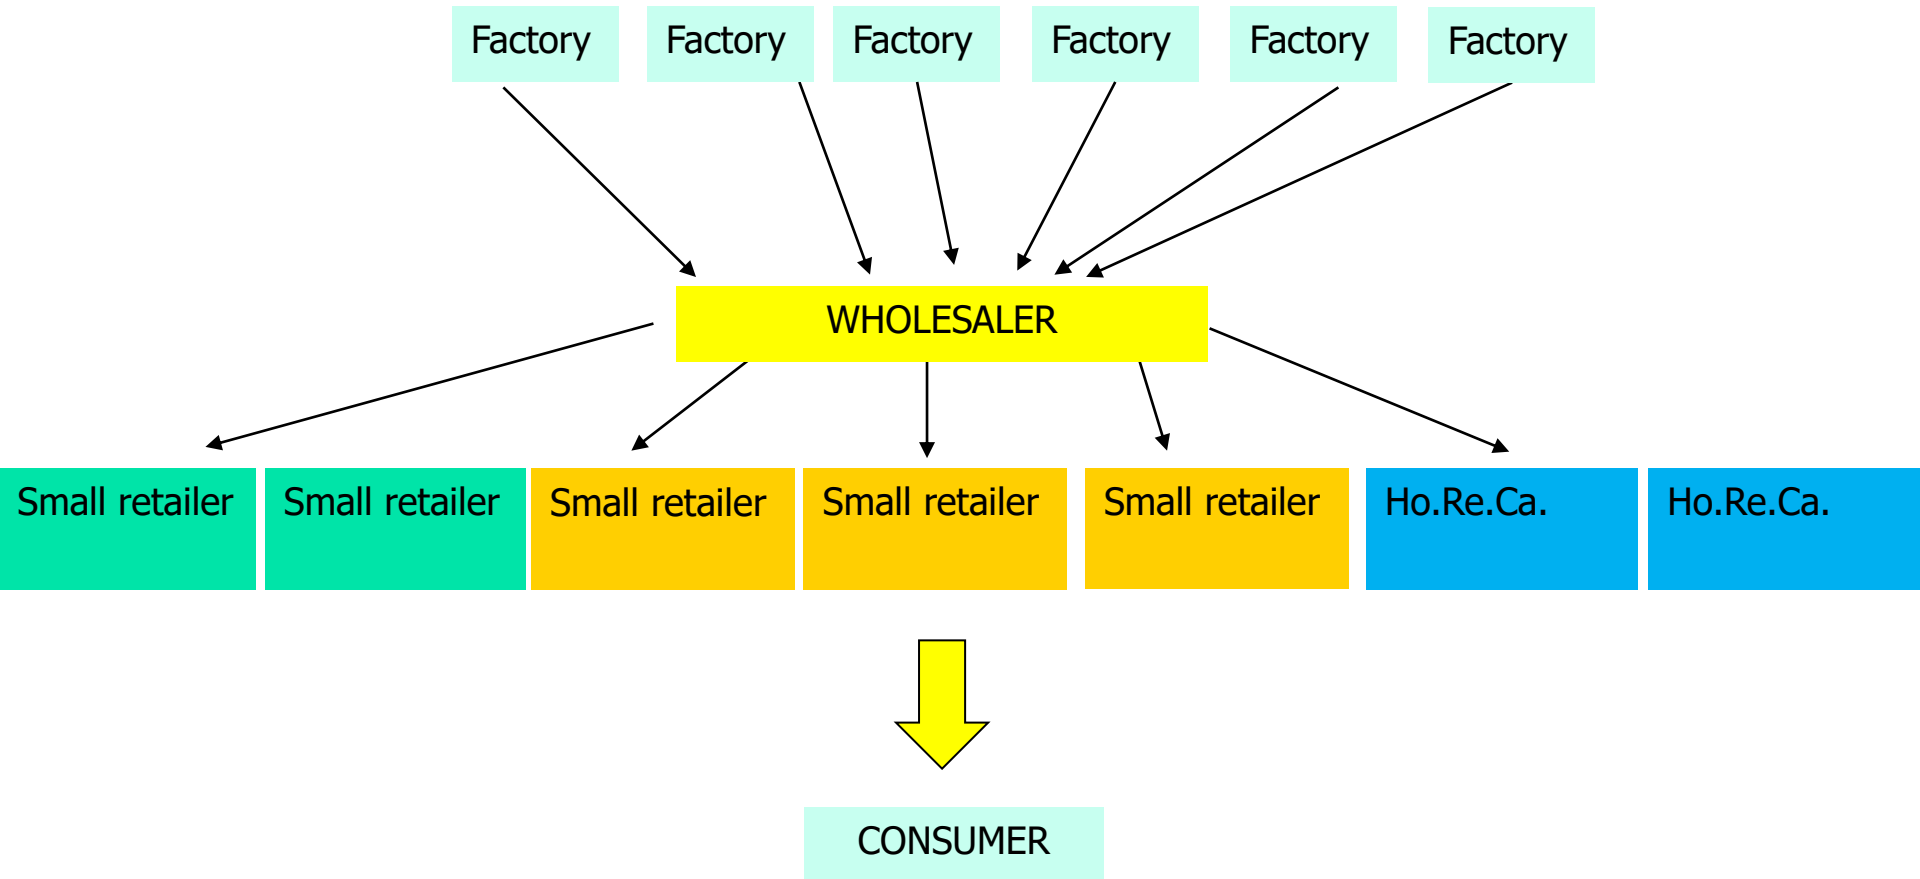 Factory
Factory
Factory
Factory
Factory
Factory
WHOLESALER
Small retailer
Small retailer
Small retailer
Small retailer
Small retailer
Ho.Re.Ca.
Ho.Re.Ca.
CONSUMER